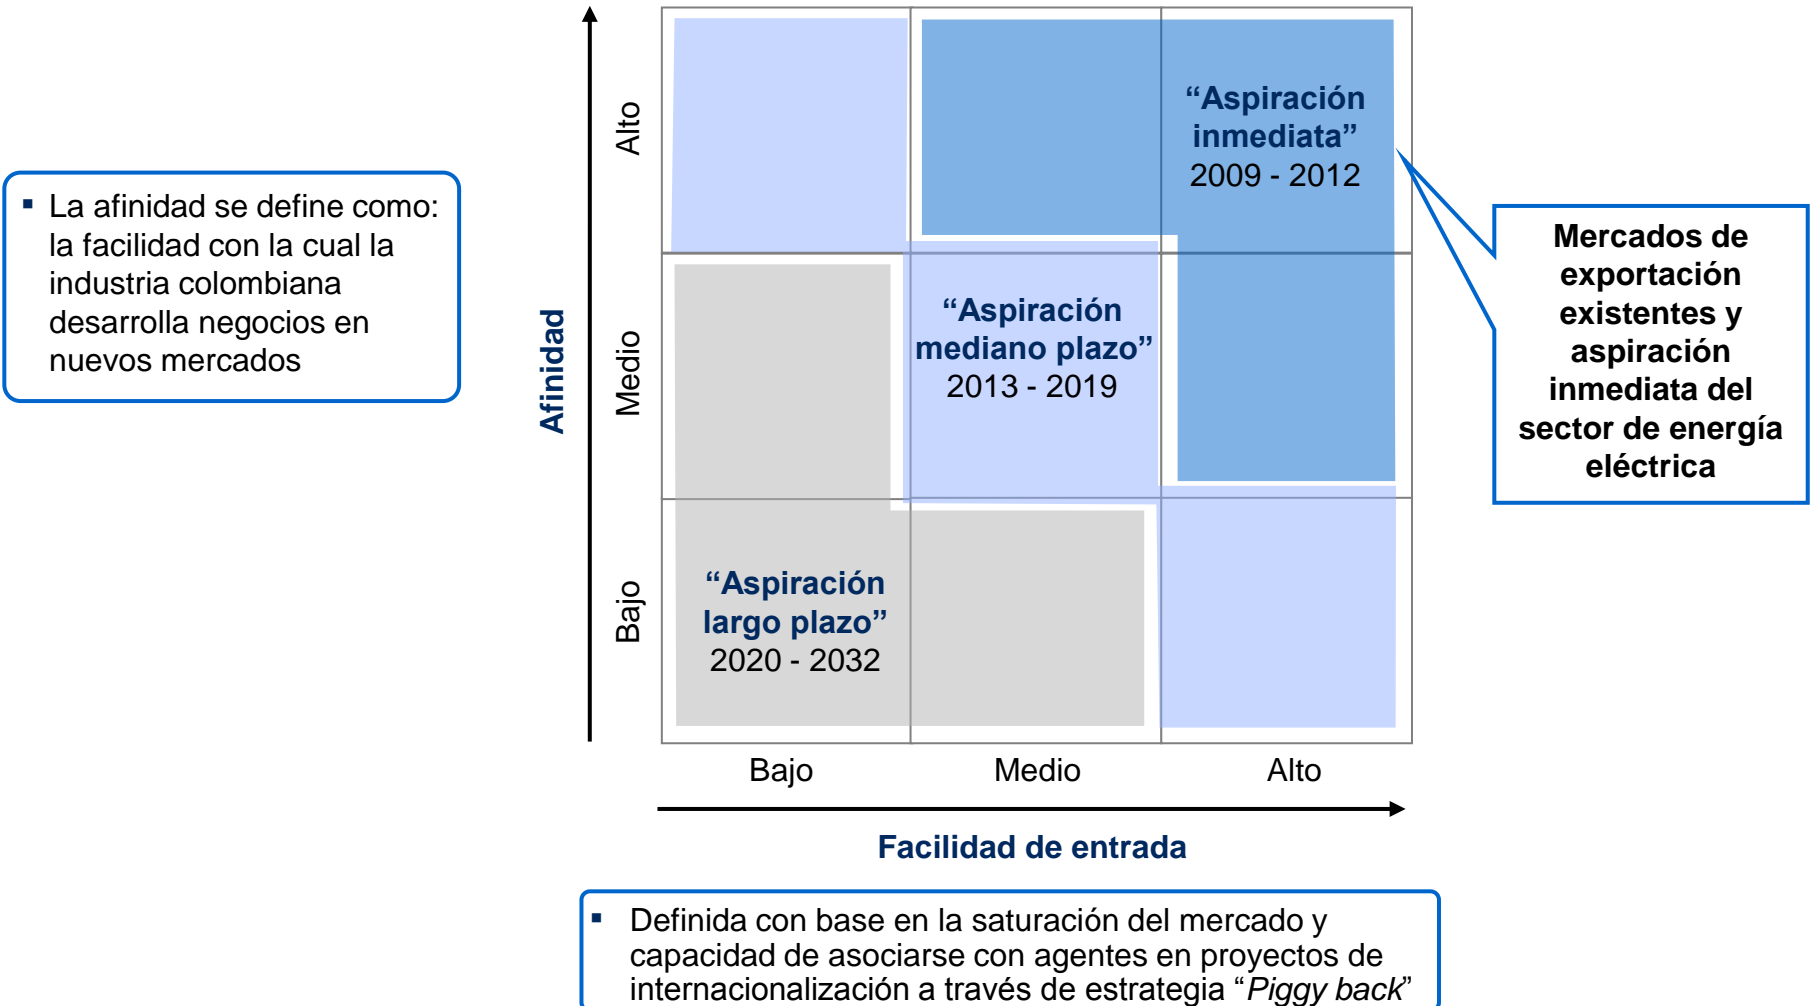 ▪ La afinidad se define como:
la facilidad con la cual la
industria colombiana
desarrolla negocios en
nuevos mercados
Afinidad
Alto
Medio
Bajo
“Aspiración
inmediata”
2009 - 2012
“Aspiración
mediano plazo”
2013 - 2019
“Aspiración
largo plazo”
2020 - 2032
Mercados de
exportación
existentes y
aspiración
inmediata del
sector de energía
eléctrica
Bajo Medio Alto
Facilidad de entrada
▪ Definida con base en la saturación del mercado y
capacidad de asociarse con agentes en proyectos de
internacionalización a través de estrategia “Piggy back”